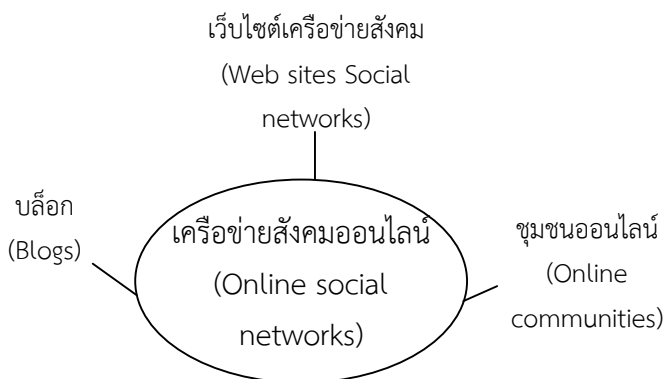 เว็บไซต์เครือข่ายสังคม
(Web sites Social
networks)
บล็อก
(Blogs)
เครือข่ายสังคมออนไลน์
(Online social
networks)
ชุมชนออนไลน์
(Online
communities)